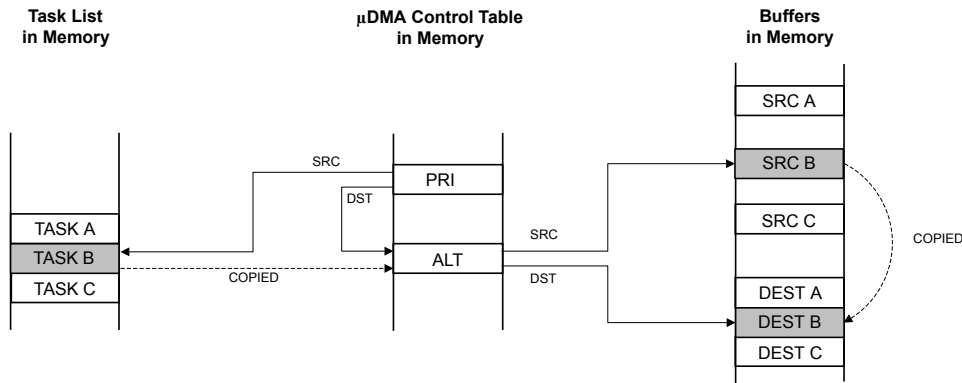 Task List
in Memory
µDMA Control Table
in Memory
Buffers
in Memory
SRC A
SRC
SRC B
PRI
DST
TASK A
SRC C
SRC
COPIED
TASK B
ALT
COPIED
DST
TASK C
DEST A
DEST B
DEST C